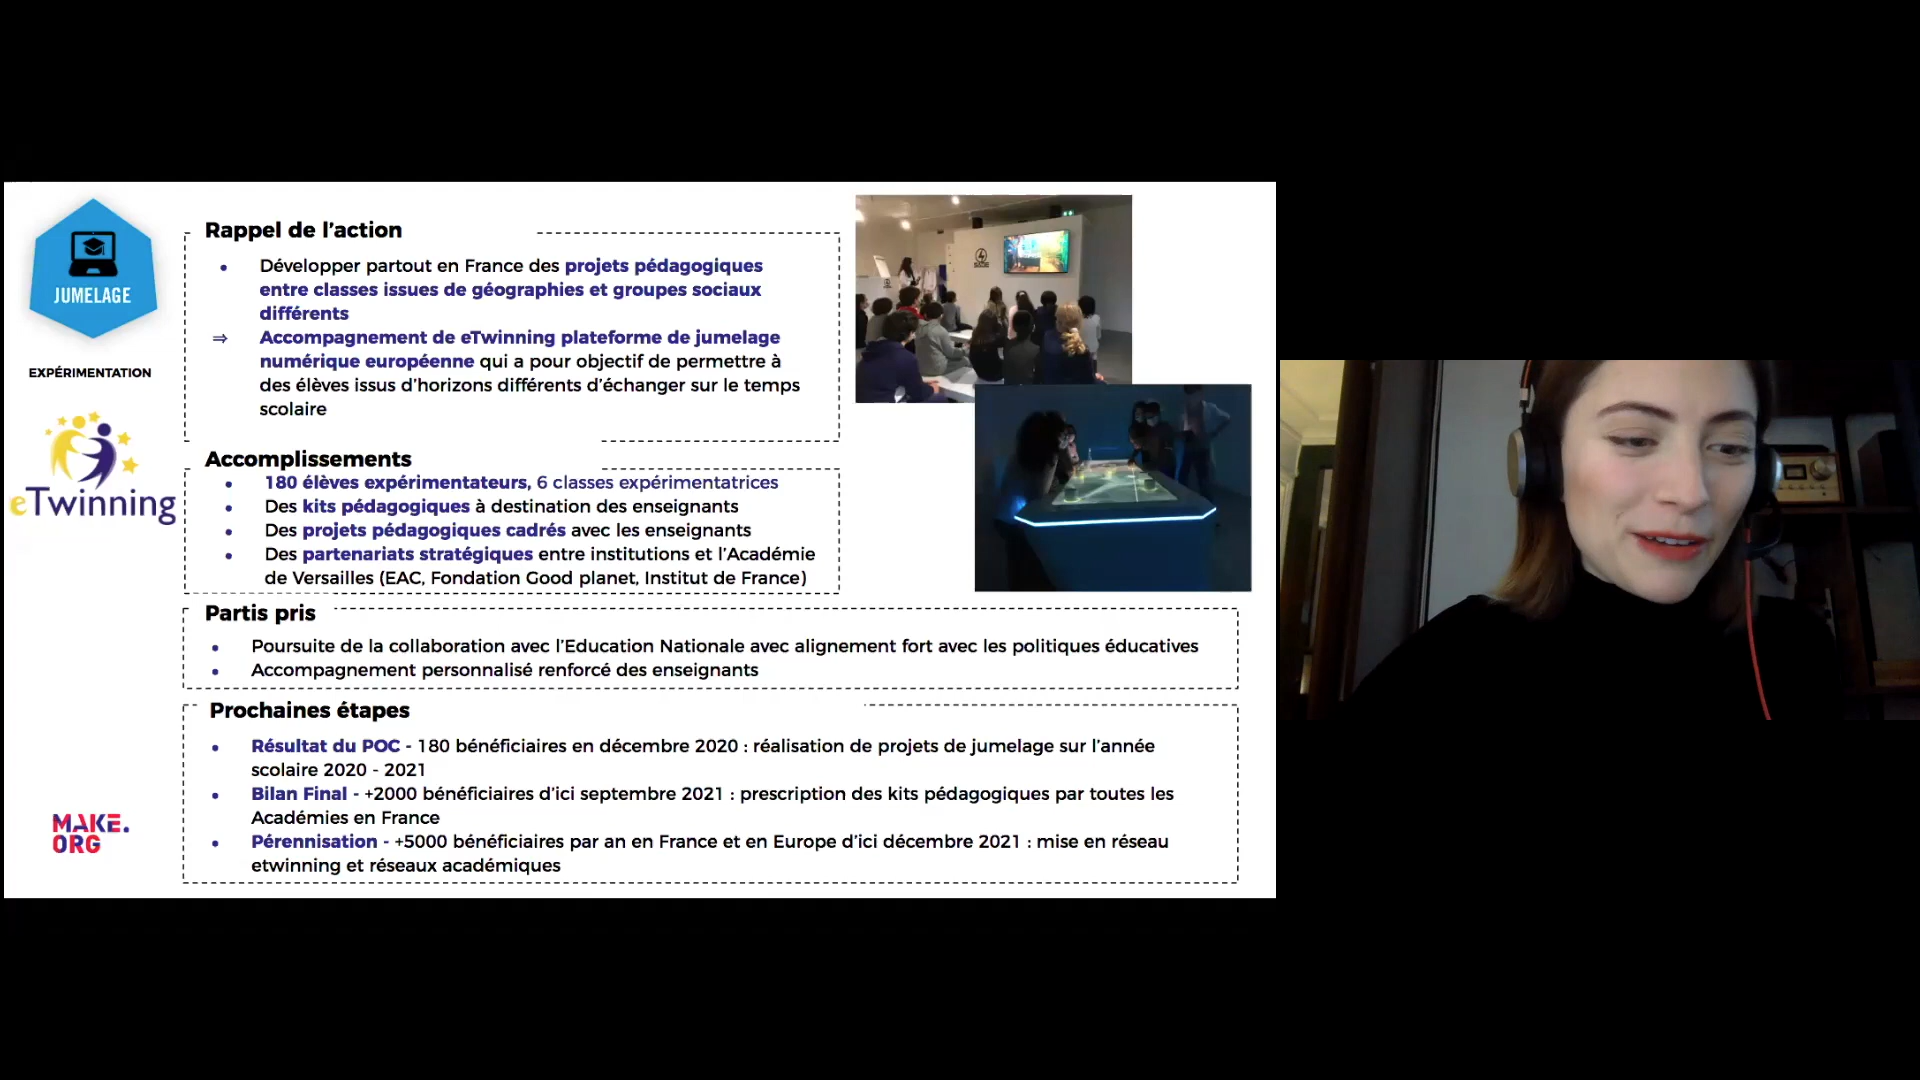 JUMELAGE
EXPÉRIMENTATION
eTwinning
MAKE.
ORG
Rappel de l’action
• Développer partout en France des projets pédagogiques
entre classes issues de géographies et groupes sociaux
différents
⇒ Accompagnement de eTwinning plateforme de jumelage
numérique européenne qui a pour objectif de permettre à
des élèves issus d’horizons différents d’échanger sur le temps
scolaire
Accomplissements
• 180 élèves expérimentateurs, 6 classes expérimentatrices
• Des kits pédagogiques à destination des enseignants
• Des projets pédagogiques cadrés avec les enseignants
• Des partenariats stratégiques entre institutions et l’Académie
de Versailles (EAC, Fondation Good planet, Institut de France)
Partis pris
• Poursuite de la collaboration avec l’Education Nationale avec alignement fort avec les politiques éducatives
• Accompagnement personnalisé renforcé des enseignants
Prochaines étapes
• Résultat du POC - 180 bénéficiaires en décembre 2020 : réalisation de projets de jumelage sur l’année
scolaire 2020 - 2021
• Bilan Final - +2000 bénéficiaires d’ici septembre 2021 : prescription des kits pédagogiques par toutes les
Académies en France
• Pérennisation - +5000 bénéficiaires par an en France et en Europe d’ici décembre 2021 : mise en réseau
etwinning et réseaux académiques